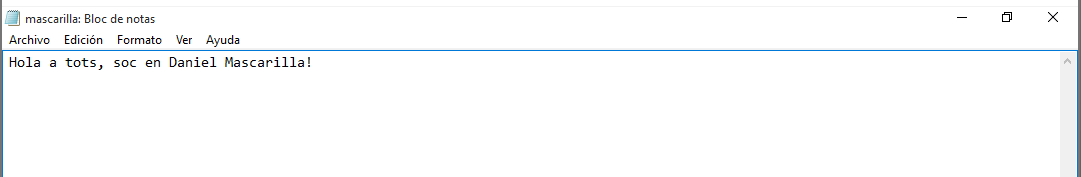 mascarilla: Bloc de notas
Archivo Edición Formato Ver Ayuda
Hola a tots, soc en Daniel Mascarilla!